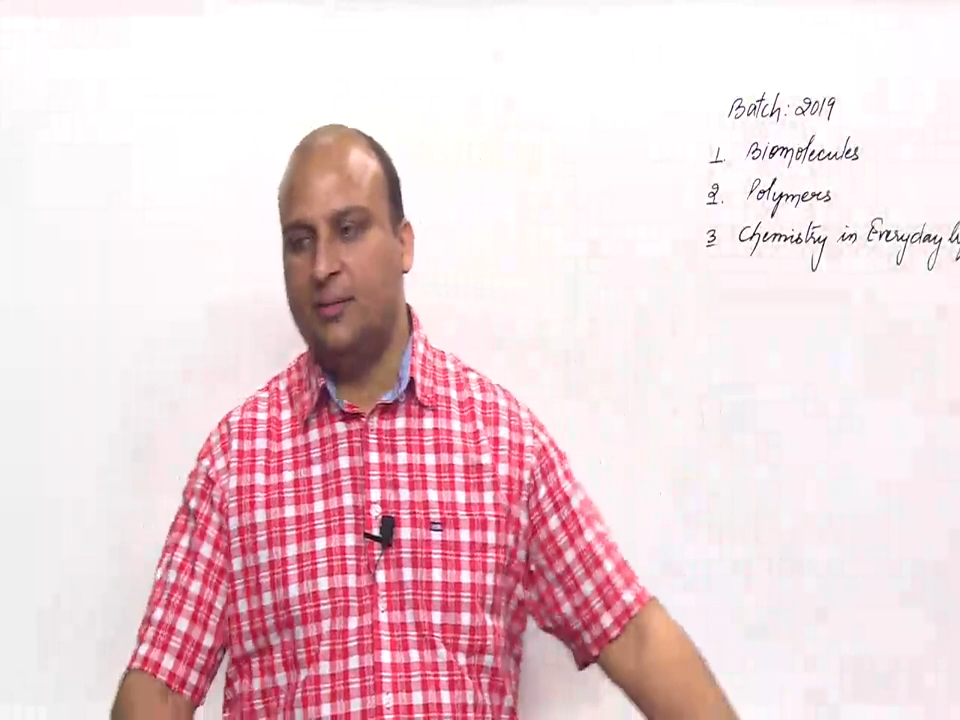 Batch: 2019
1. Biomolecules
2. Polymers
3 Chemistry in Everyday